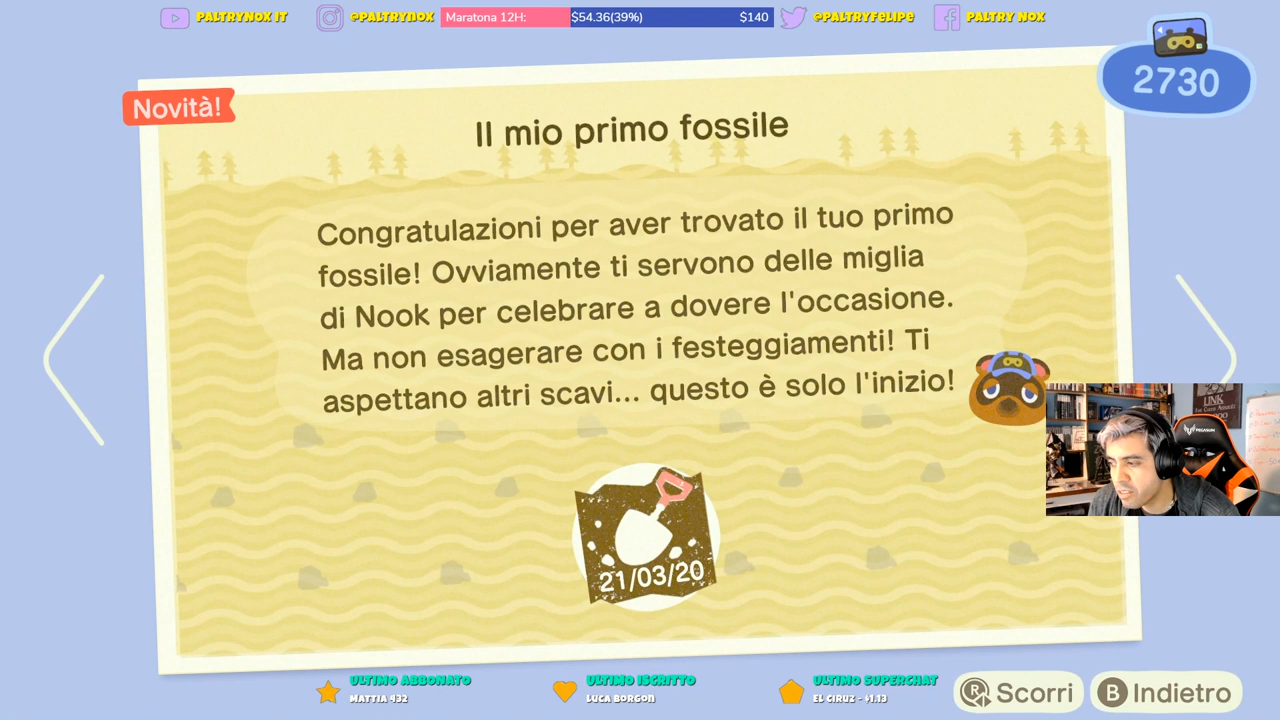 PALTRYNOX IT
@PALTRYNOX
Maratona 12H: $54.36(39%) $140
@PALTRYFELIPE
PALTRY NOX
2730
Novità!
Il mio primo fossile
Congratulazioni per aver trovato il tuo primo
fossile! Ovviamente ti servono delle miglia
di Nook per celebrare a dovere l'occasione.
Ma non esagerare con i festeggiamenti! Ti
aspettano altri scavi... questo è solo l'inizio!
LINK
PEGASUM
21/03/20
ULTIMO ABBONATO
MATTIA 432
ULTIMO ISCRITTO
LUCA BORGON
ULTIMO SUPERCHAT
EL CIRUZ - $1.13
R Scorri
B Indietro